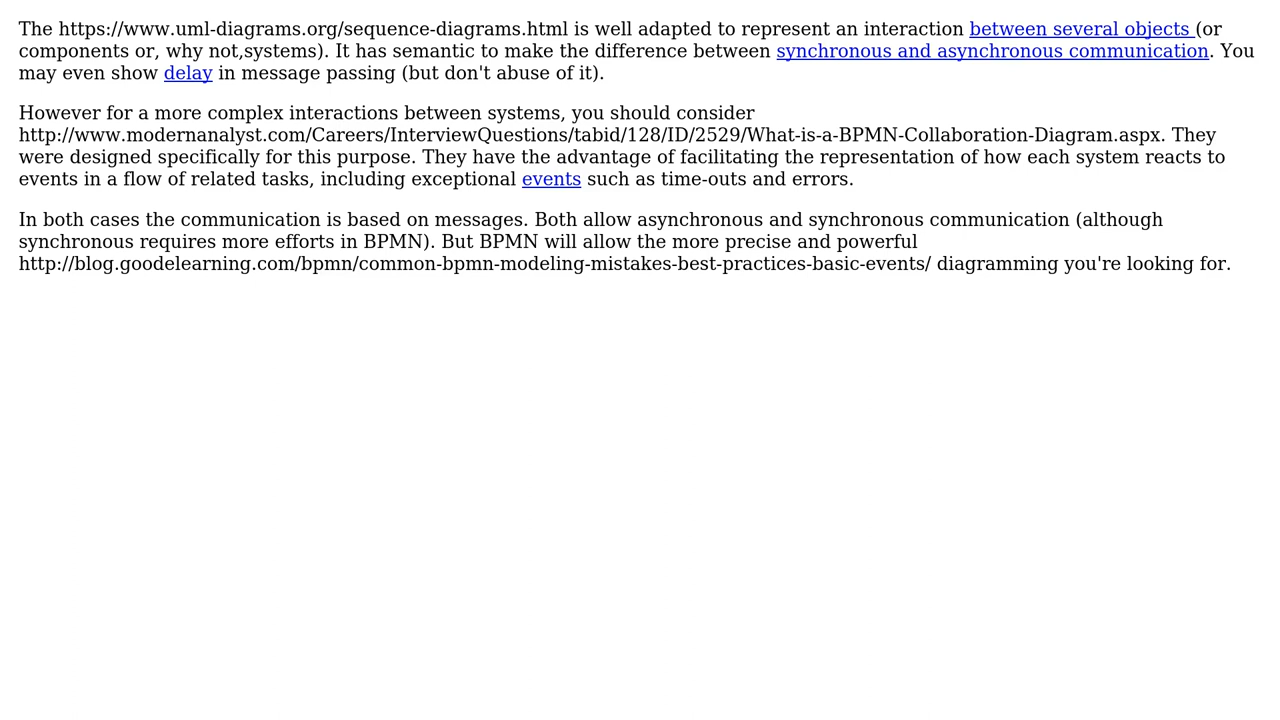 The https://www.uml-diagrams.org/sequence-diagrams.html is well adapted to represent an interaction between several objects (or
components or, why not,systems). It has semantic to make the difference between synchronous and asynchronous communication. You
may even show delay in message passing (but don't abuse of it).
However for a more complex interactions between systems, you should consider
http://www.modernanalyst.com/Careers/InterviewQuestions/tabid/128/ID/2529/What-is-a-BPMN-Collaboration-Diagram.aspx. They
were designed specifically for this purpose. They have the advantage of facilitating the representation of how each system reacts to
events in a flow of related tasks, including exceptional events such as time-outs and errors.
In both cases the communication is based on messages. Both allow asynchronous and synchronous communication (although
synchronous requires more efforts in BPMN). But BPMN will allow the more precise and powerful
http://blog.goodelearning.com/bpmn/common-bpmn-modeling-mistakes-best-practices-basic-events/ diagramming you're looking for.